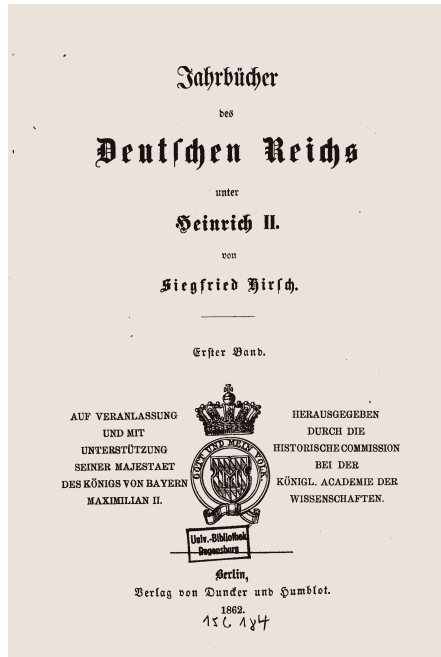 Jahrbücher
des
Deutschen Reichs
unter
Heinrich II.
von
Siegfried Hirsch.
Erster Band.
AUF VERANLASSUNG
UND MIT
UNTERSTÜTZUNG
SEINER MAJESTAET
DES KÖNIGS VON BAYERN
MAXIMILIAN II.
GOTT UND MEIN VOLK.
HERAUSGEGEBEN
DURCH DIE
HISTORISCHE COMMISSION
BEI DER
KÖNIGL. ACADEMIE DER
WISSENSCHAFTEN.
Univ.-Bibliothek
Regensburg
Berlin,
Verlag von Duncker und Humblot.
1862.
156 184